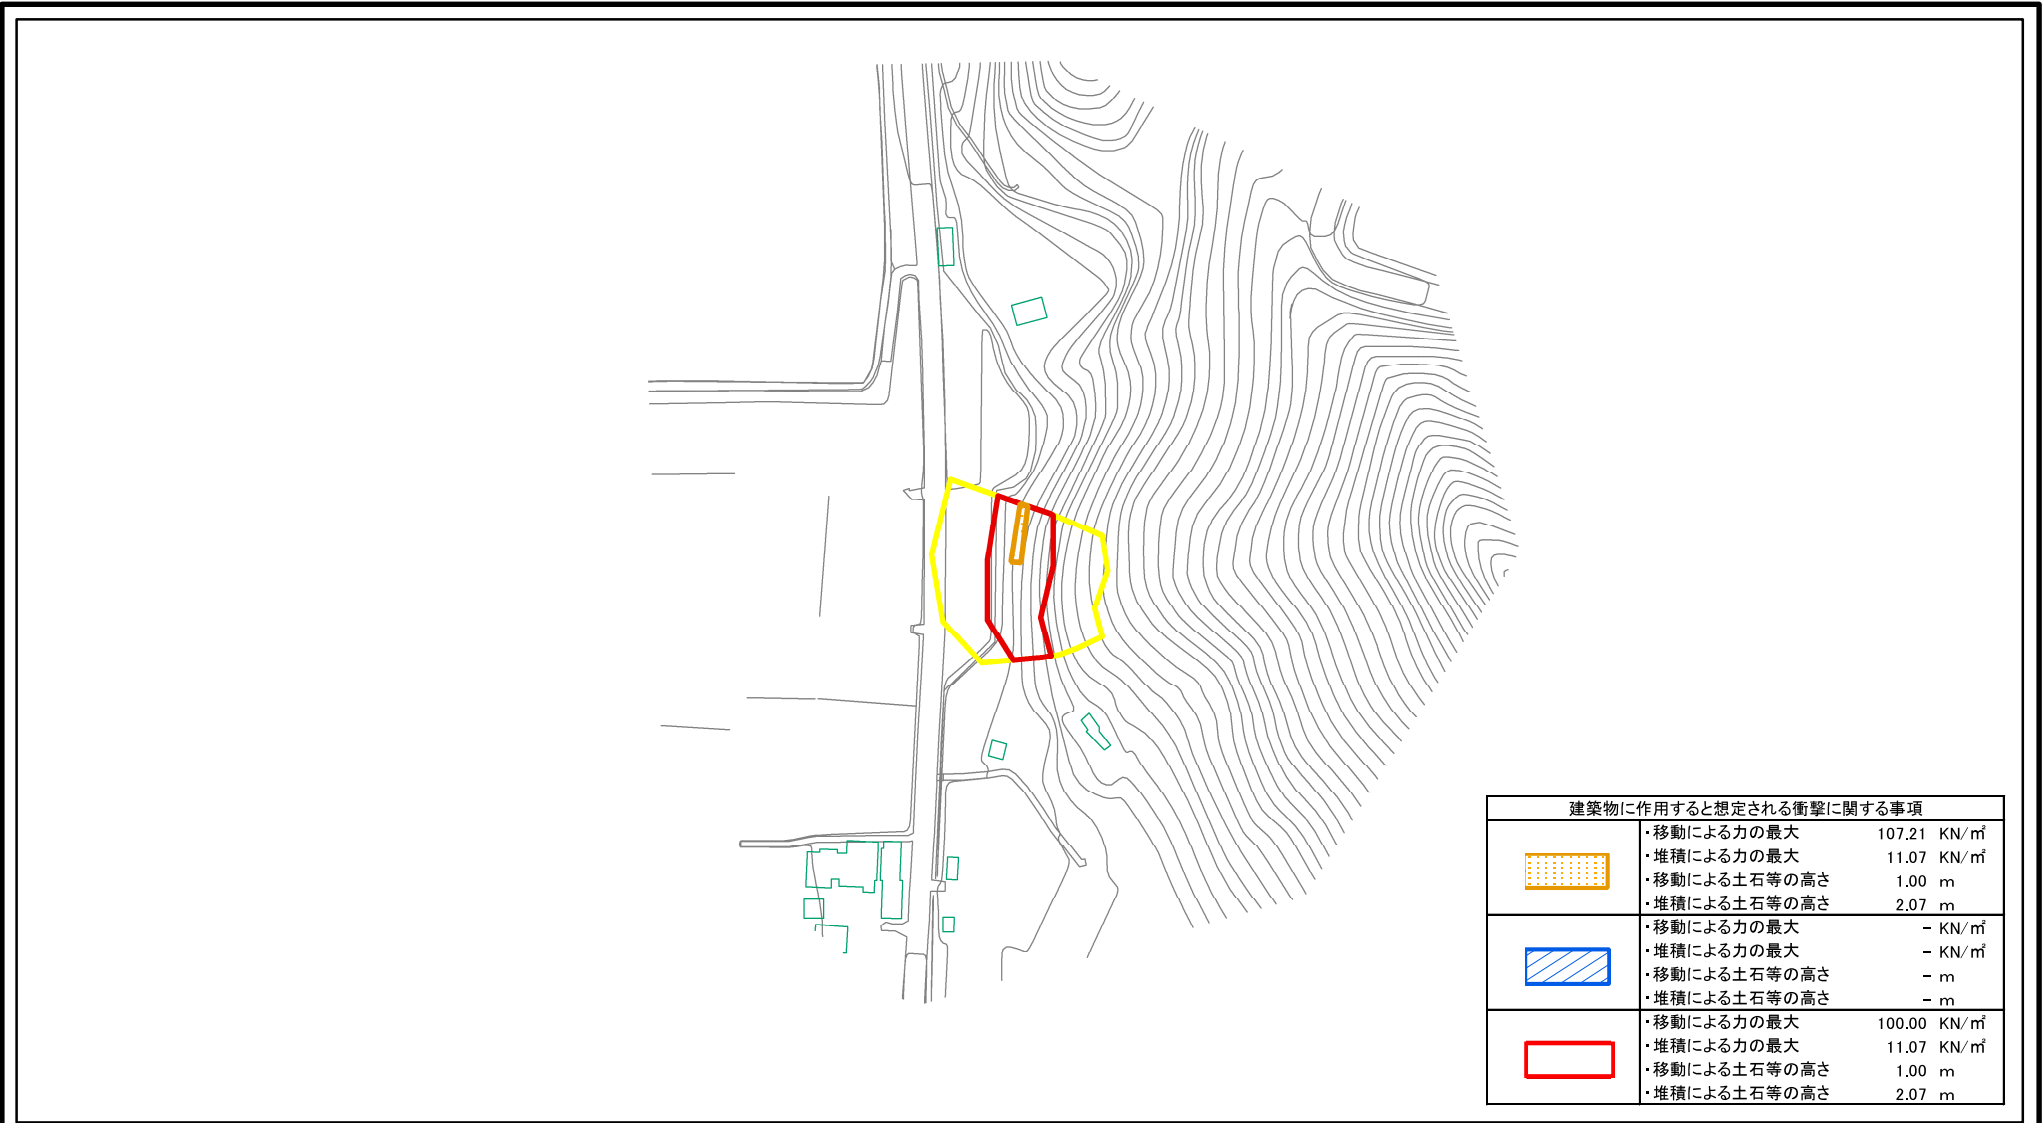 建築物に作用すると想定される衝撃に関する事項
・移動による力の最大 107.21 KN/㎡
・堆積による力の最大 11.07 KN/㎡
・移動による土石等の高さ 1.00 m
・堆積による土石等の高さ 2.07 m
・移動による力の最大 - KN/㎡
・堆積による力の最大 - KN/㎡
・移動による土石等の高さ - m
・堆積による土石等の高さ - m
・移動による力の最大 100.00 KN/㎡
・堆積による力の最大 11.07 KN/㎡
・移動による土石等の高さ 1.00 m
・堆積による土石等の高さ 2.07 m